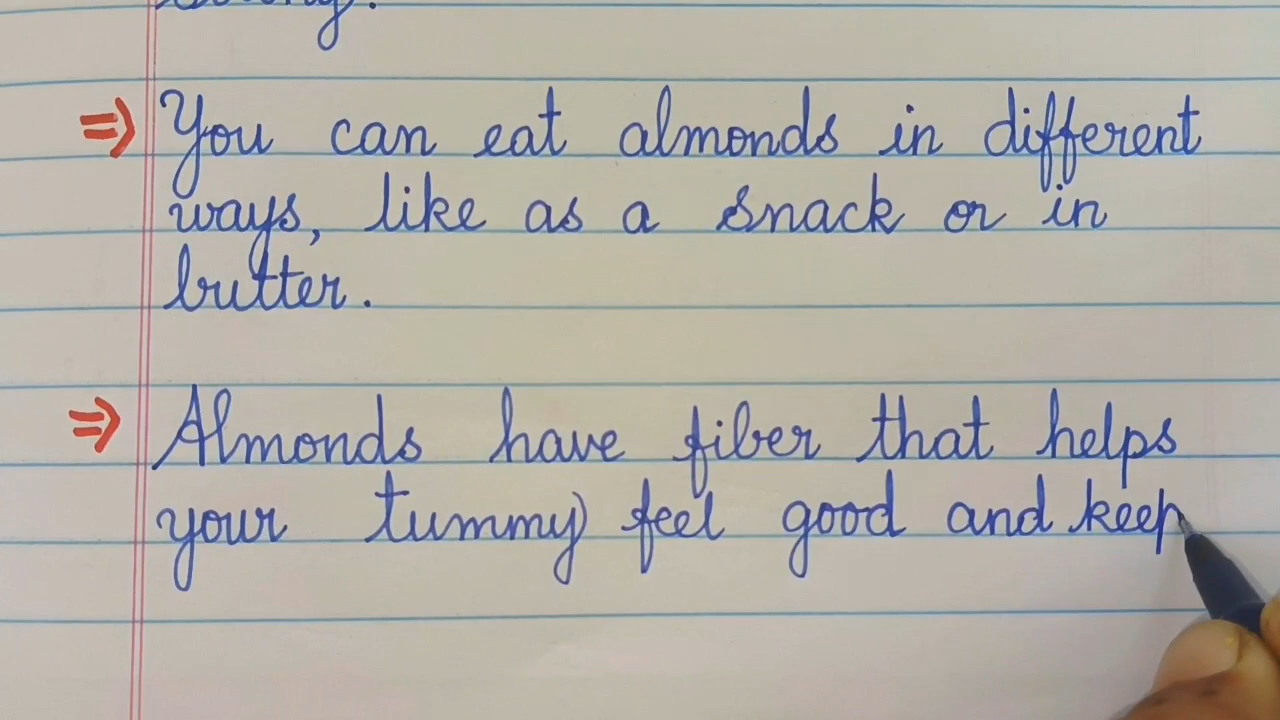 ⇒ You can eat almonds in different
ways, like as a snack or in
butter.
⇒ Almonds have fiber that helps
your tummy feel good and keep